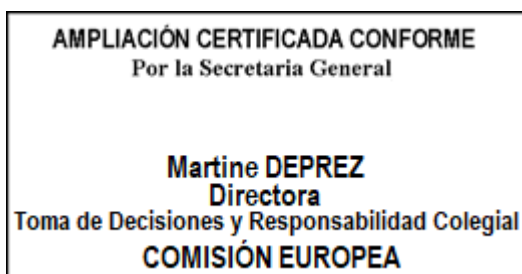 AMPLIACIÓN CERTIFICADA CONFORME
Por la Secretaria General
Martine DEPREZ
Directora
Toma de Decisiones y Responsabilidad Colegial
COMISIÓN EUROPEA